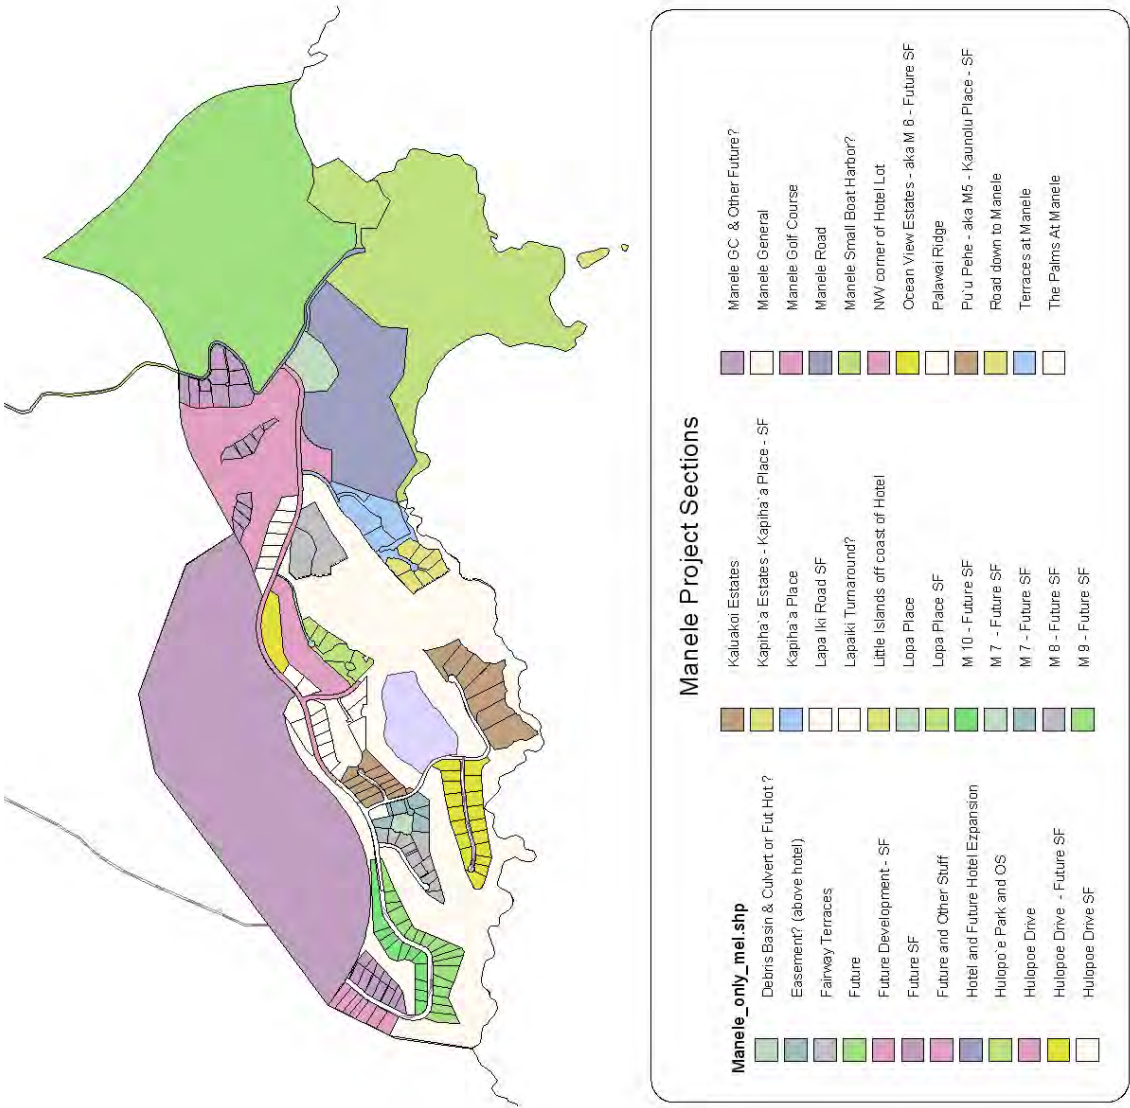 Manele Project Sections
Manele_only_mel.shp
Debris Basin & Culvert or Fut Hot ?
Easement? (above hotel)
Fairway Terraces
Future
Future Development - SF
Future SF
Future and Other Stuff
Hotel and Future Hotel Ezpansion
Hulopo`e Park and OS
Hulopoe Drive
Hulopoe Drive - Future SF
Hulopoe Drive SF
Kaluakoi Estates
Kapiha`a Estates - Kapiha`a Place - SF
Kapiha`a Place
Lapa Iki Road SF
Lapaiki Turnaround?
Little Islands off coast of Hotel
Lopa Place
Lopa Place SF
M 10 - Future SF
M 7 - Future SF
M 7 - Future SF
M 8 - Future SF
M 9 - Future SF
Manele GC & Other Future?
Manele General
Manele Golf Course
Manele Road
Manele Small Boat Harbor?
NW corner of Hotel Lot
Ocean View Estates - aka M 6 - Future SF
Palawai Ridge
Pu`u Pehe - aka M5 - Kaunolu Place - SF
Road down to Manele
Terraces at Manele
The Palms At Manele